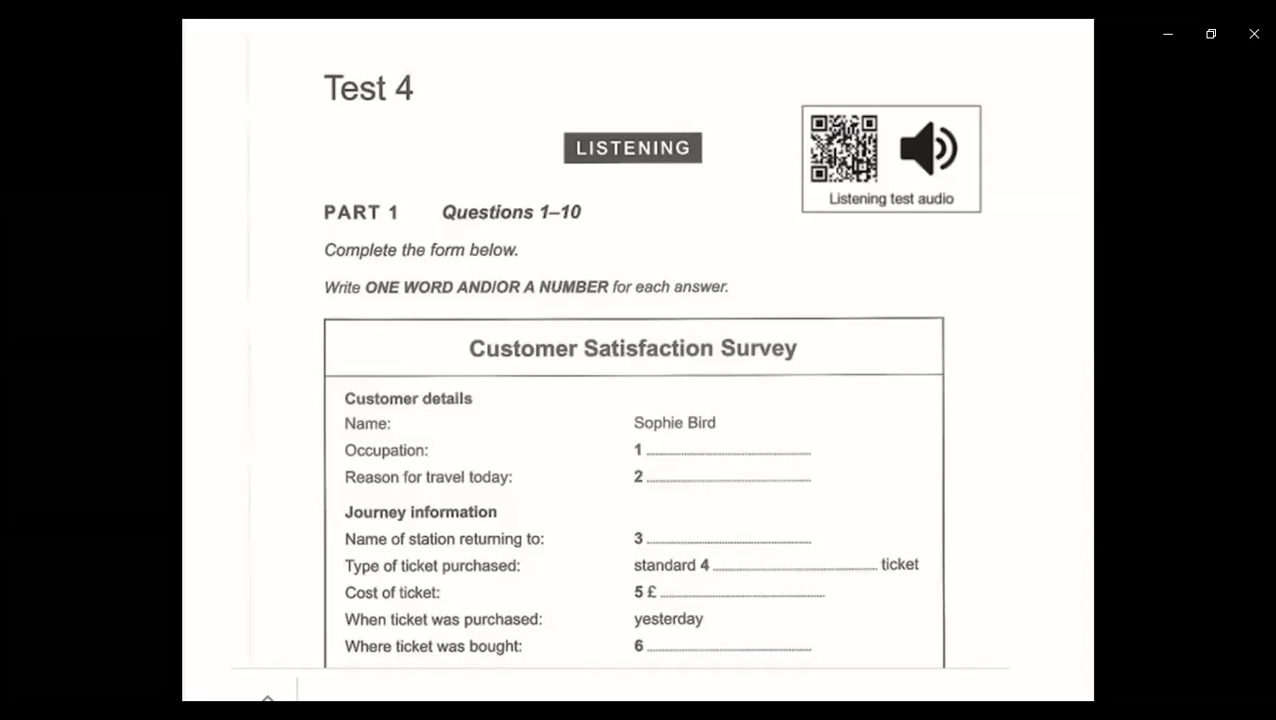 Test 4
LISTENING
Listening test audio
PART 1 Questions 1–10
Complete the form below.
Write ONE WORD AND/OR A NUMBER for each answer.
Customer Satisfaction Survey
Customer details
Name: Sophie Bird
Occupation: 1
Reason for travel today: 2
Journey information
Name of station returning to: 3
Type of ticket purchased: standard 4 ticket
Cost of ticket: 5 £
When ticket was purchased: yesterday
Where ticket was bought: 6